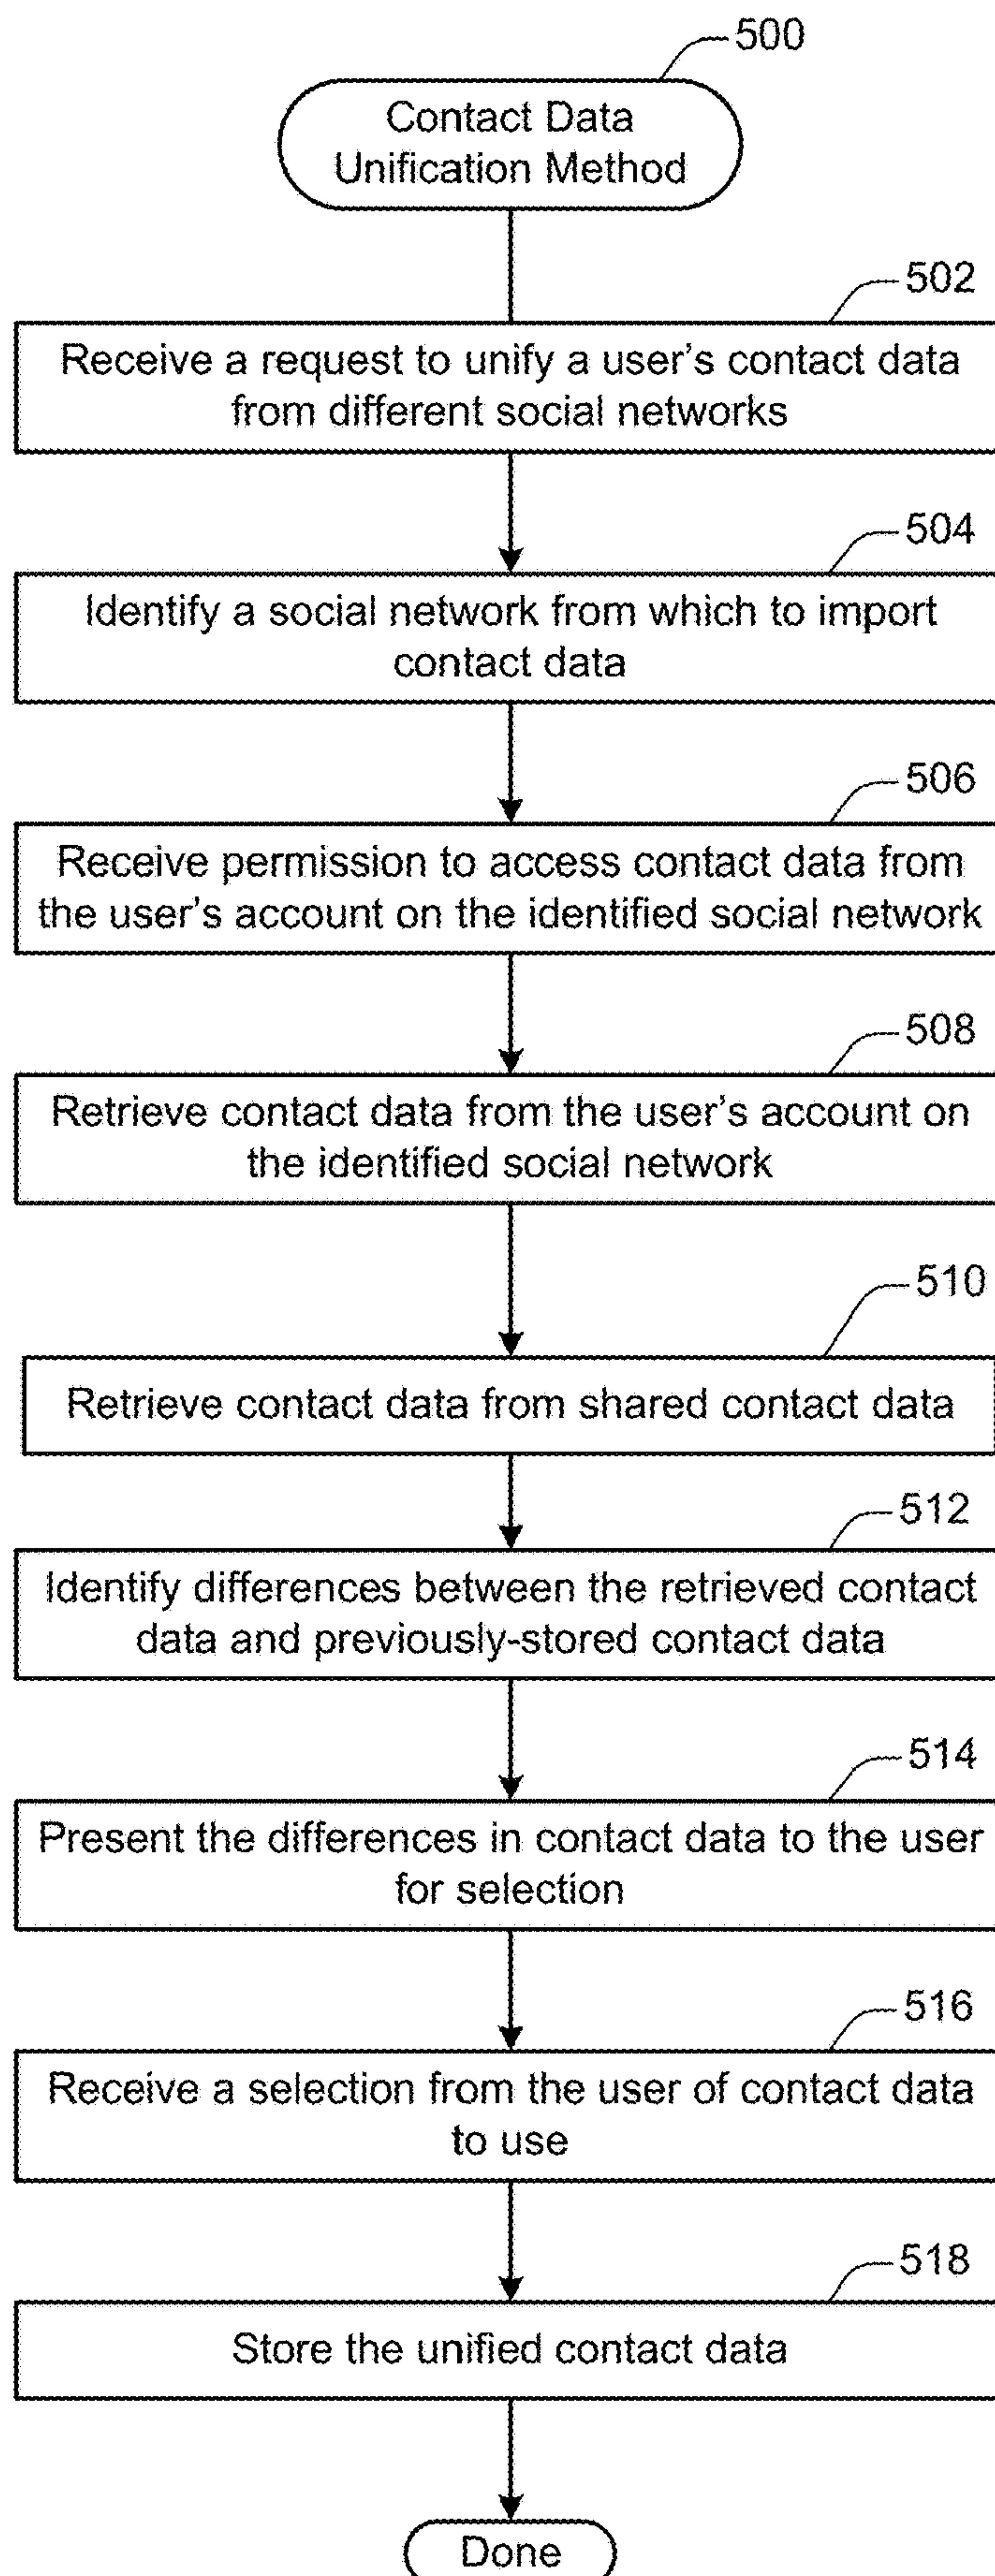 500
Contact Data
Unification Method
502
Receive a request to unify a user's contact data
from different social networks
504
Identify a social network from which to import
contact data
506
Receive permission to access contact data from
the user's account on the identified social network
508
Retrieve contact data from the user's account on
the identified social network
510
Retrieve contact data from shared contact data
512
Identify differences between the retrieved contact
data and previously-stored contact data
514
Present the differences in contact data to the user
for selection
516
Receive a selection from the user of contact data
to use
518
Store the unified contact data
Done